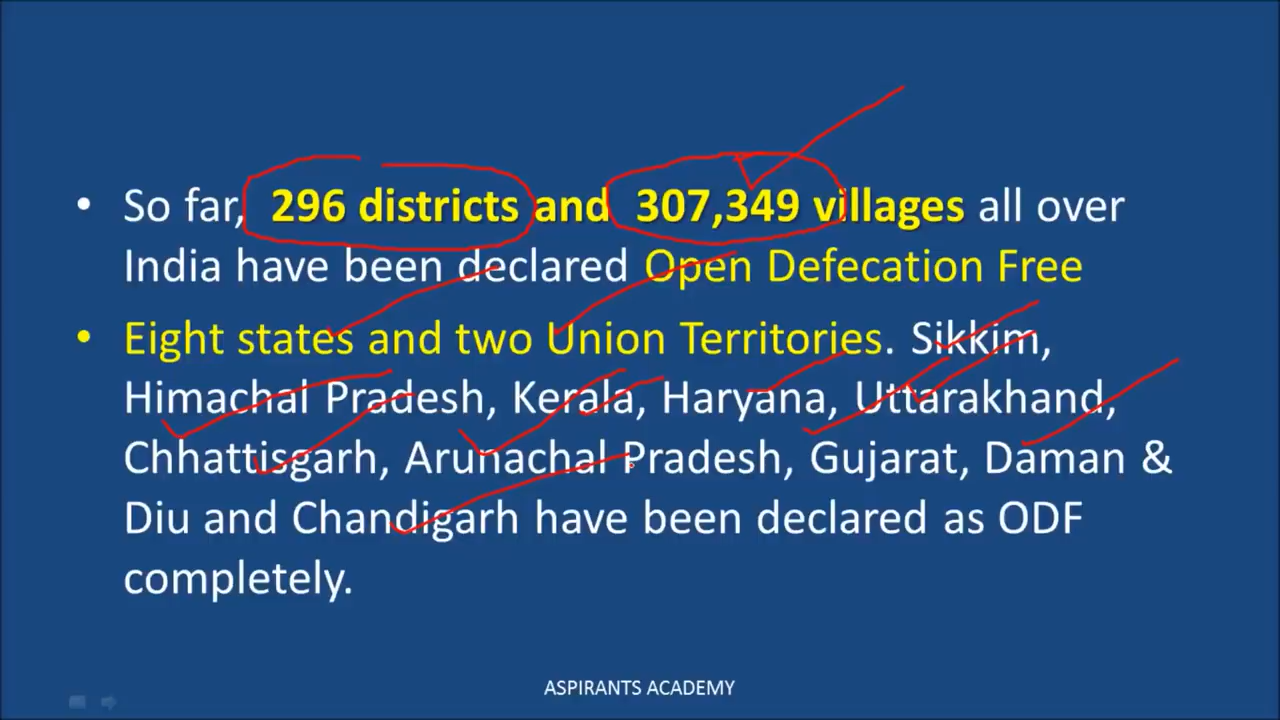 • So far, 296 districts and 307,349 villages all over
India have been declared Open Defecation Free
• Eight states and two Union Territories. Sikkim,
Himachal Pradesh, Kerala, Haryana, Uttarakhand,
Chhattisgarh, Arunachal Pradesh, Gujarat, Daman &
Diu and Chandigarh have been declared as ODF
completely.
ASPIRANTS ACADEMY